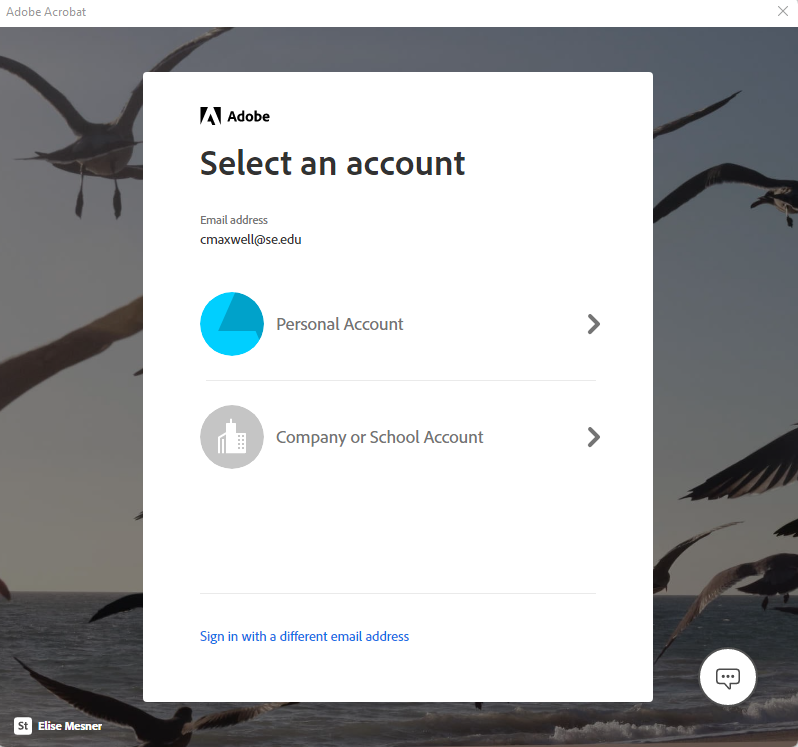 Adobe Acrobat
Adobe
Select an account
Email address
cmaxwell@se.edu
Personal Account
Company or School Account
Sign in with a different email address
St Elise Mesner